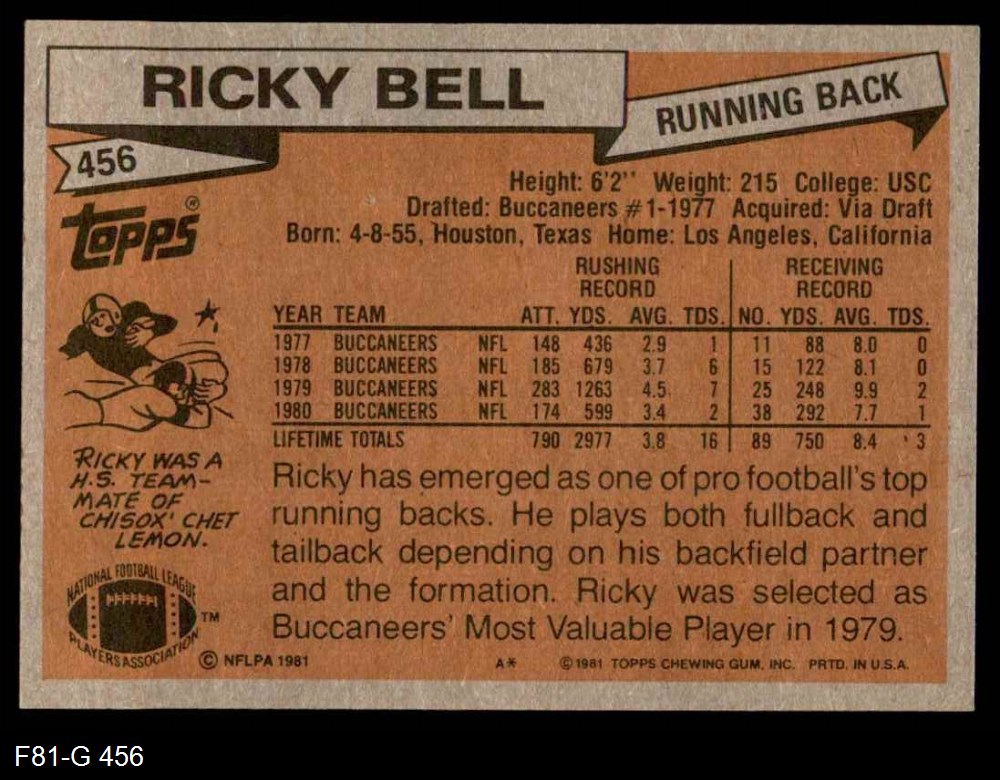 RICKY BELL
RUNNING BACK
456
TOPPS®
Height: 6'2" Weight: 215 College: USC
Drafted: Buccaneers #1-1977 Acquired: Via Draft
Born: 4-8-55, Houston, Texas Home: Los Angeles, California
RUSHING RECORD RECEIVING RECORD
YEAR TEAM ATT. YDS. AVG. TDS. NO. YDS. AVG. TDS.
1977 BUCCANEERS NFL 148 436 2.9 1 11 88 8.0 0
1978 BUCCANEERS NFL 185 679 3.7 6 15 122 8.1 0
1979 BUCCANEERS NFL 283 1263 4.5 7 25 248 9.9 2
1980 BUCCANEERS NFL 174 599 3.4 2 38 292 7.7 1
LIFETIME TOTALS 790 2977 3.8 16 89 750 8.4 3
RICKY WAS A
H.S. TEAM-
MATE OF
CHISOX' CHET
LEMON.
Ricky has emerged as one of pro football's top
running backs. He plays both fullback and
tailback depending on his backfield partner
and the formation. Ricky was selected as
Buccaneers' Most Valuable Player in 1979.
NATIONAL FOOTBALL LEAGUE
PLAYERS ASSOCIATION
TM
© NFLPA 1981
A* © 1981 TOPPS CHEWING GUM, INC. PRTD. IN U.S.A.
F81-G 456